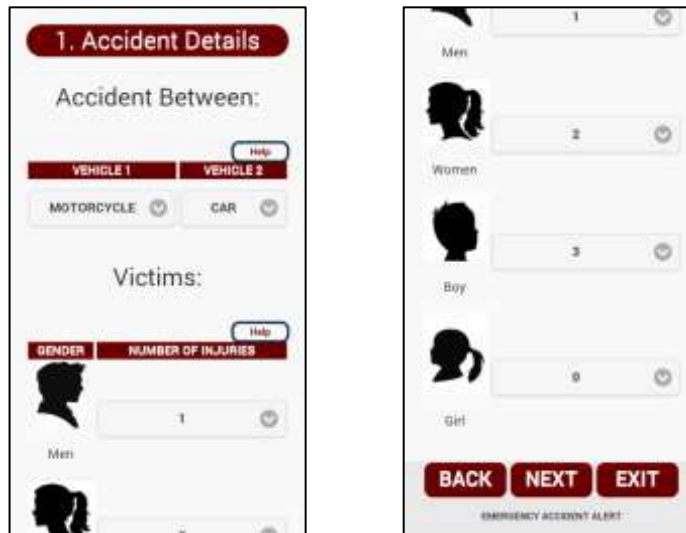 1. Accident Details
Accident Between:
Help
VEHICLE 1 VEHICLE 2
MOTORCYCLE CAR
Victims:
Help
GENDER NUMBER OF INJURIES
1
Men
1
Men
2
Women
3
Boy
0
Girl
BACK NEXT EXIT
EMERGENCY ACCIDENT ALERT